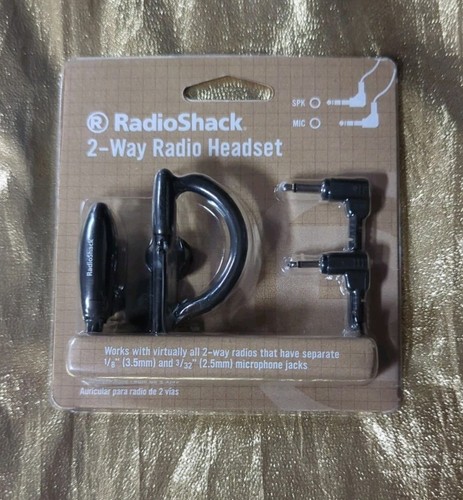 SPK
MIC
® RadioShack®
2-Way Radio Headset
RadioShack
Works with virtually all 2-way radios that have separate
1/8" (3.5mm) and 3/32" (2.5mm) microphone jacks
Auricular para radio de 2 vías